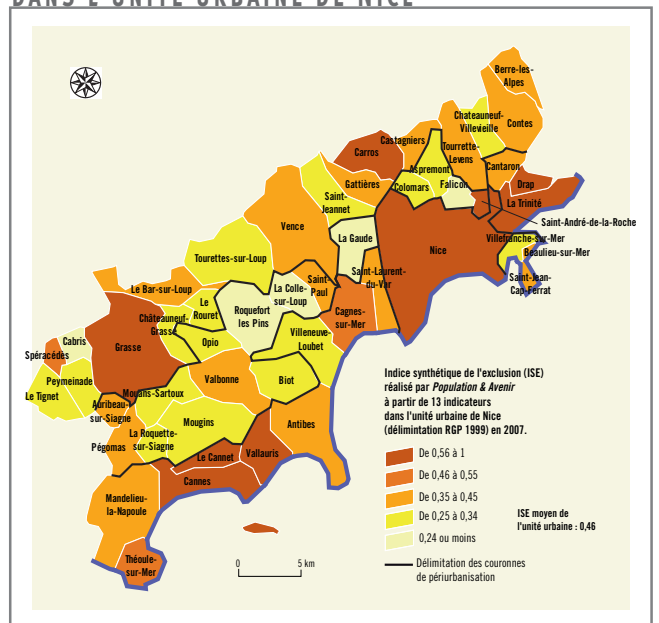 DANS L'UNITÉ URBAINE DE NICE
Berre-les-
Alpes
Chateauneuf-
Villevieille
Contes
Castagniers
Tourrette-
Levens
Carros
Aspremont
Cantaron
Gattières
Colomars
Falicon
Drap
La Trinité
Saint-
Jeannet
Saint-André-de-la-Roche
Vence
La Gaude
Nice
Villefranche-sur-Mer
Beaulieu-sur-Mer
Tourettes-sur-Loup
Saint-Laurent-
du-Var
Saint-Jean-
Cap-Ferrat
Le Bar-sur-Loup
La Colle-
sur-Loup
Saint-
Paul
Le
Rouret
Roquefort
les Pins
Cagnes-
sur-Mer
Châteauneuf-
Grasse
Villeneuve-
Loubet
Cabris
Grasse
Opio
Spéracédès
Peymeinade
Valbonne
Biot
Le Tignet
Mouans-Sartoux
Auribeau-
sur-Siagne
Mougins
Antibes
La Roquette-
sur-Siagne
Pégomas
Le Cannet
Vallauris
Cannes
Mandelieu-
la-Napoule
Théoule-
sur-Mer
0 5 km
Indice synthétique de l'exclusion (ISE)
réalisé par Population & Avenir
à partir de 13 indicateurs
dans l'unité urbaine de Nice
(délimintation RGP 1999) en 2007.
De 0,56 à 1
De 0,46 à 0,55
De 0,35 à 0,45
De 0,25 à 0,34
0,24 ou moins
ISE moyen de
l'unité urbaine : 0,46
Délimitation des couronnes
de périurbanisation